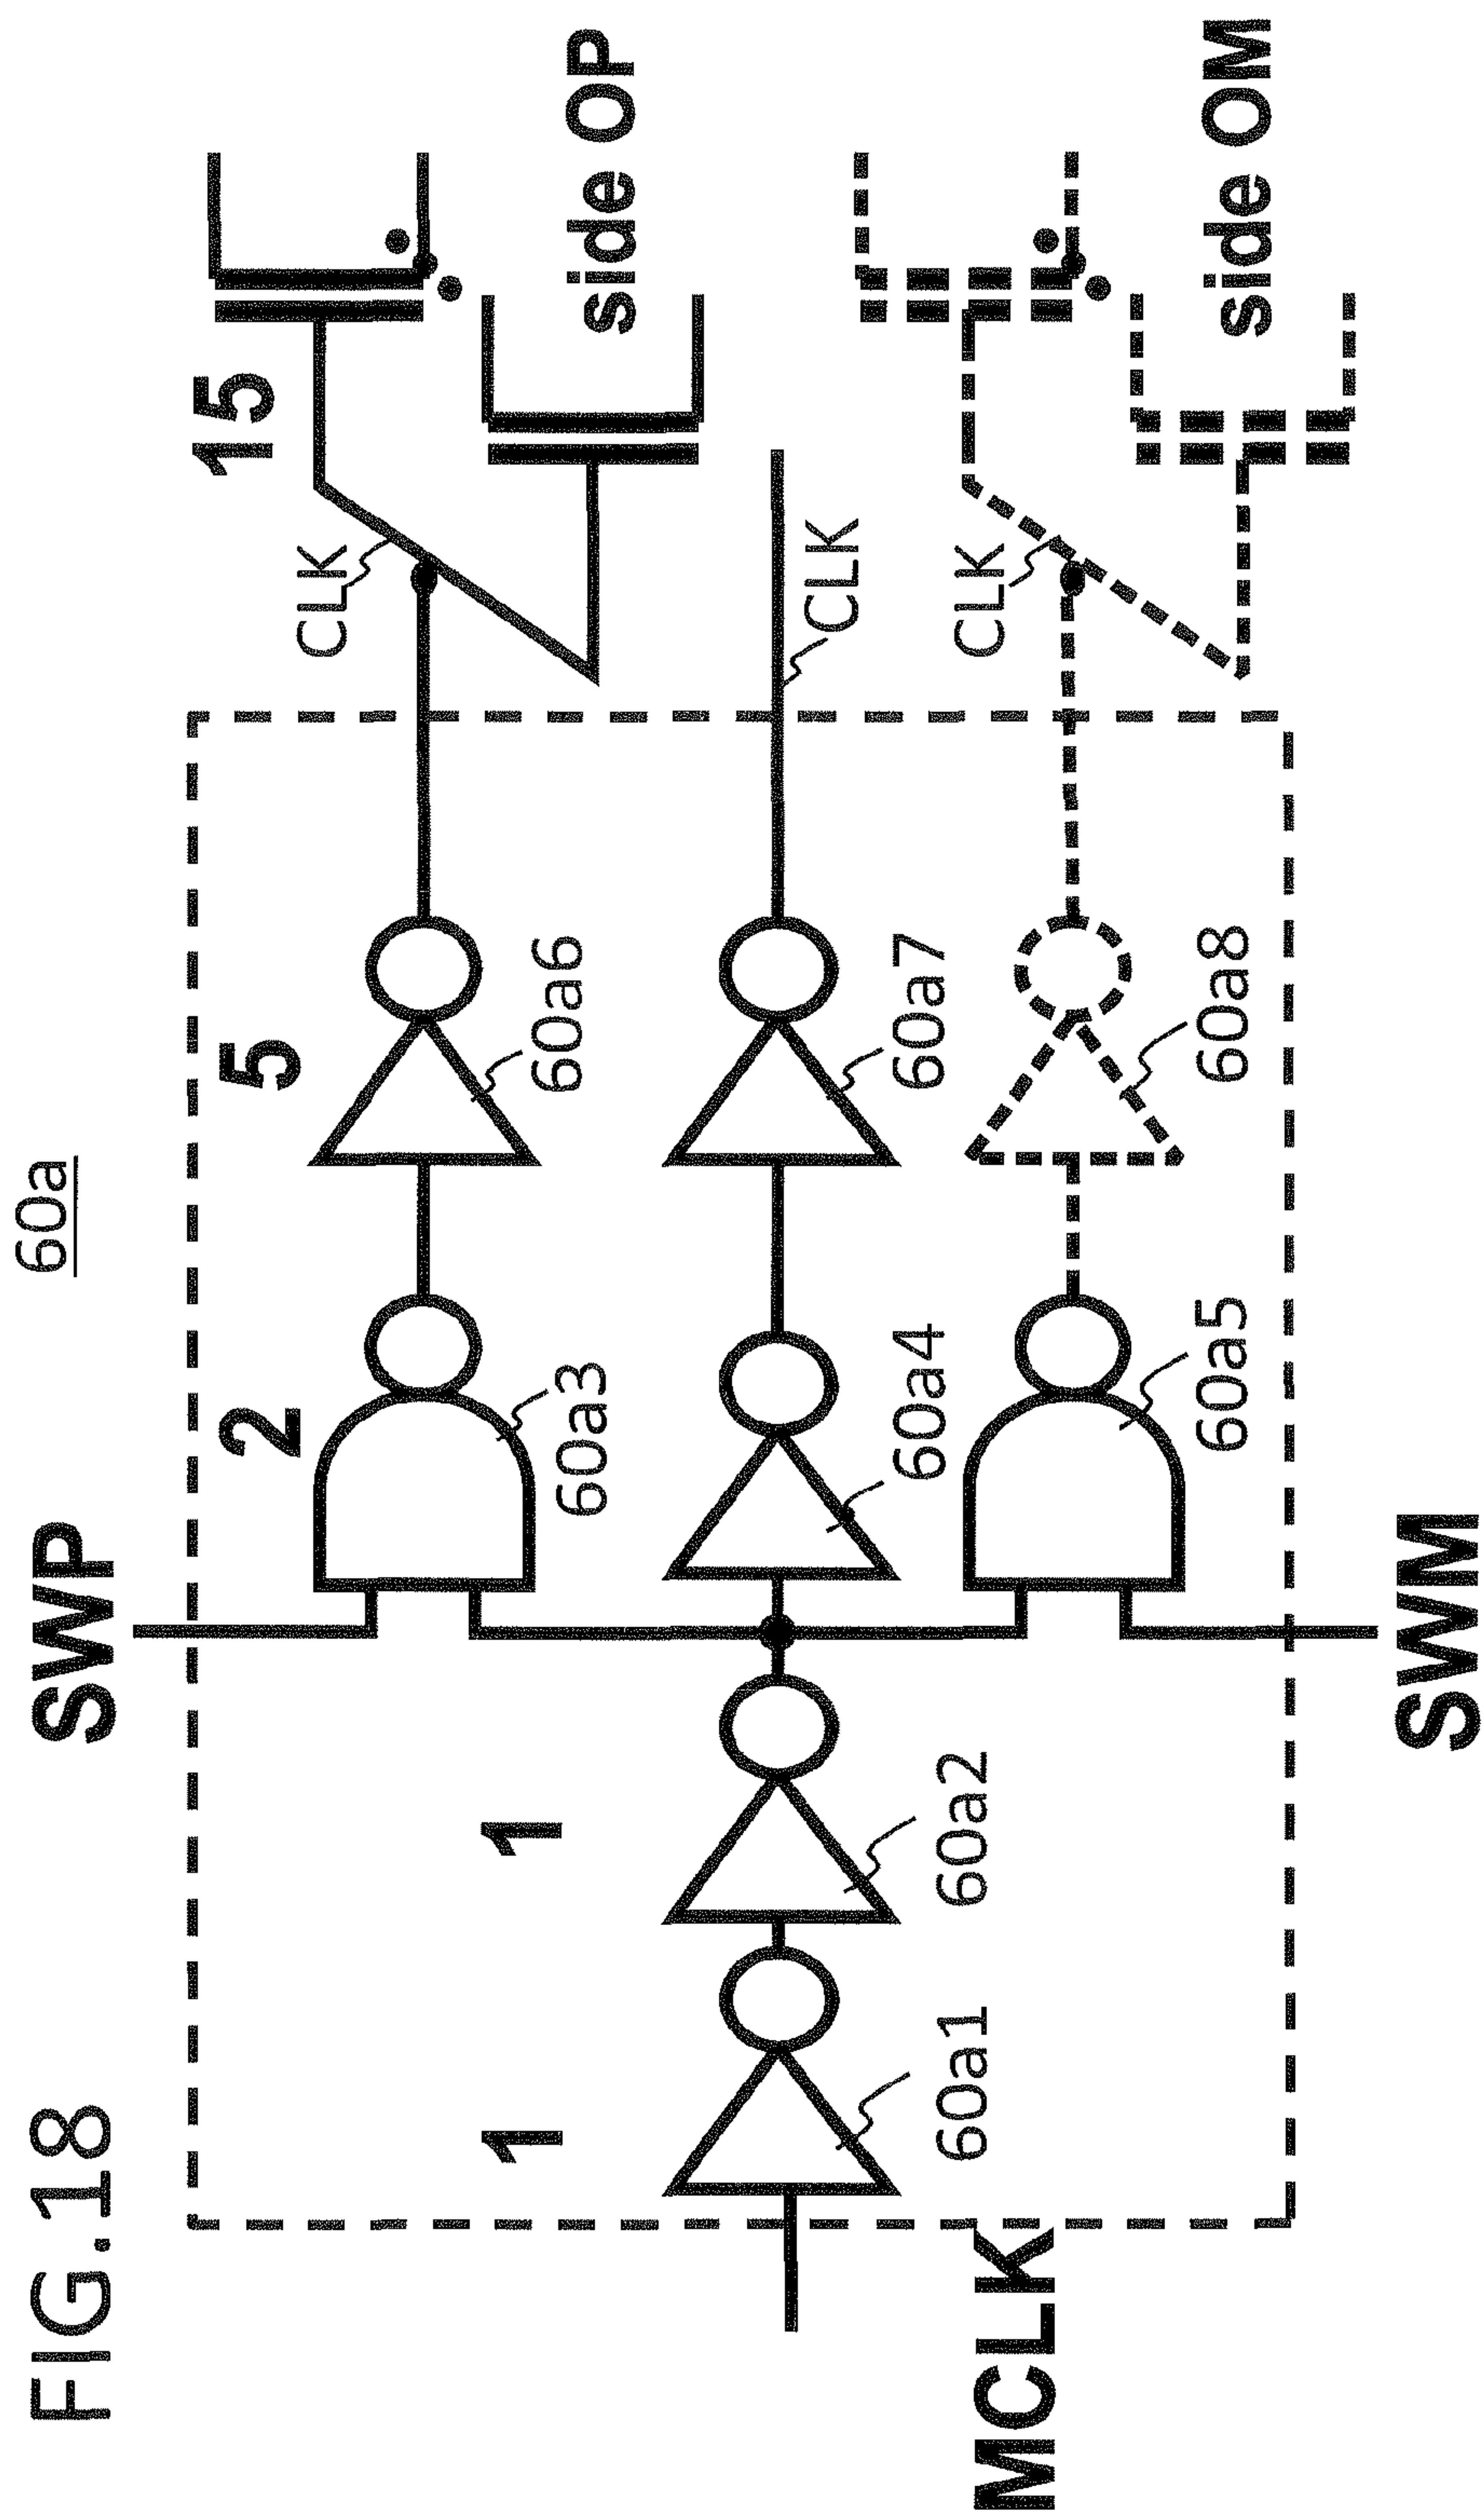 FIG.18
60a
SWP
2
5
15
CLK
side OP
60a3
60a6
1
1
CLK
60a1
60a2
60a4
60a7
MCLK
CLK
side OM
60a5
60a8
SWM